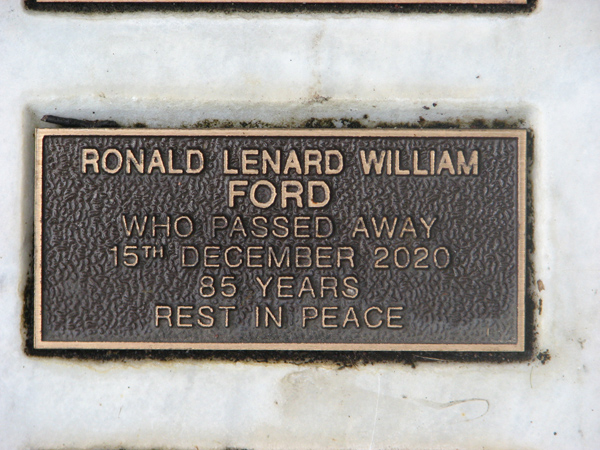 RONALD LENARD WILLIAM
FORD
WHO PASSED AWAY
15TH DECEMBER 2020
85 YEARS
REST IN PEACE